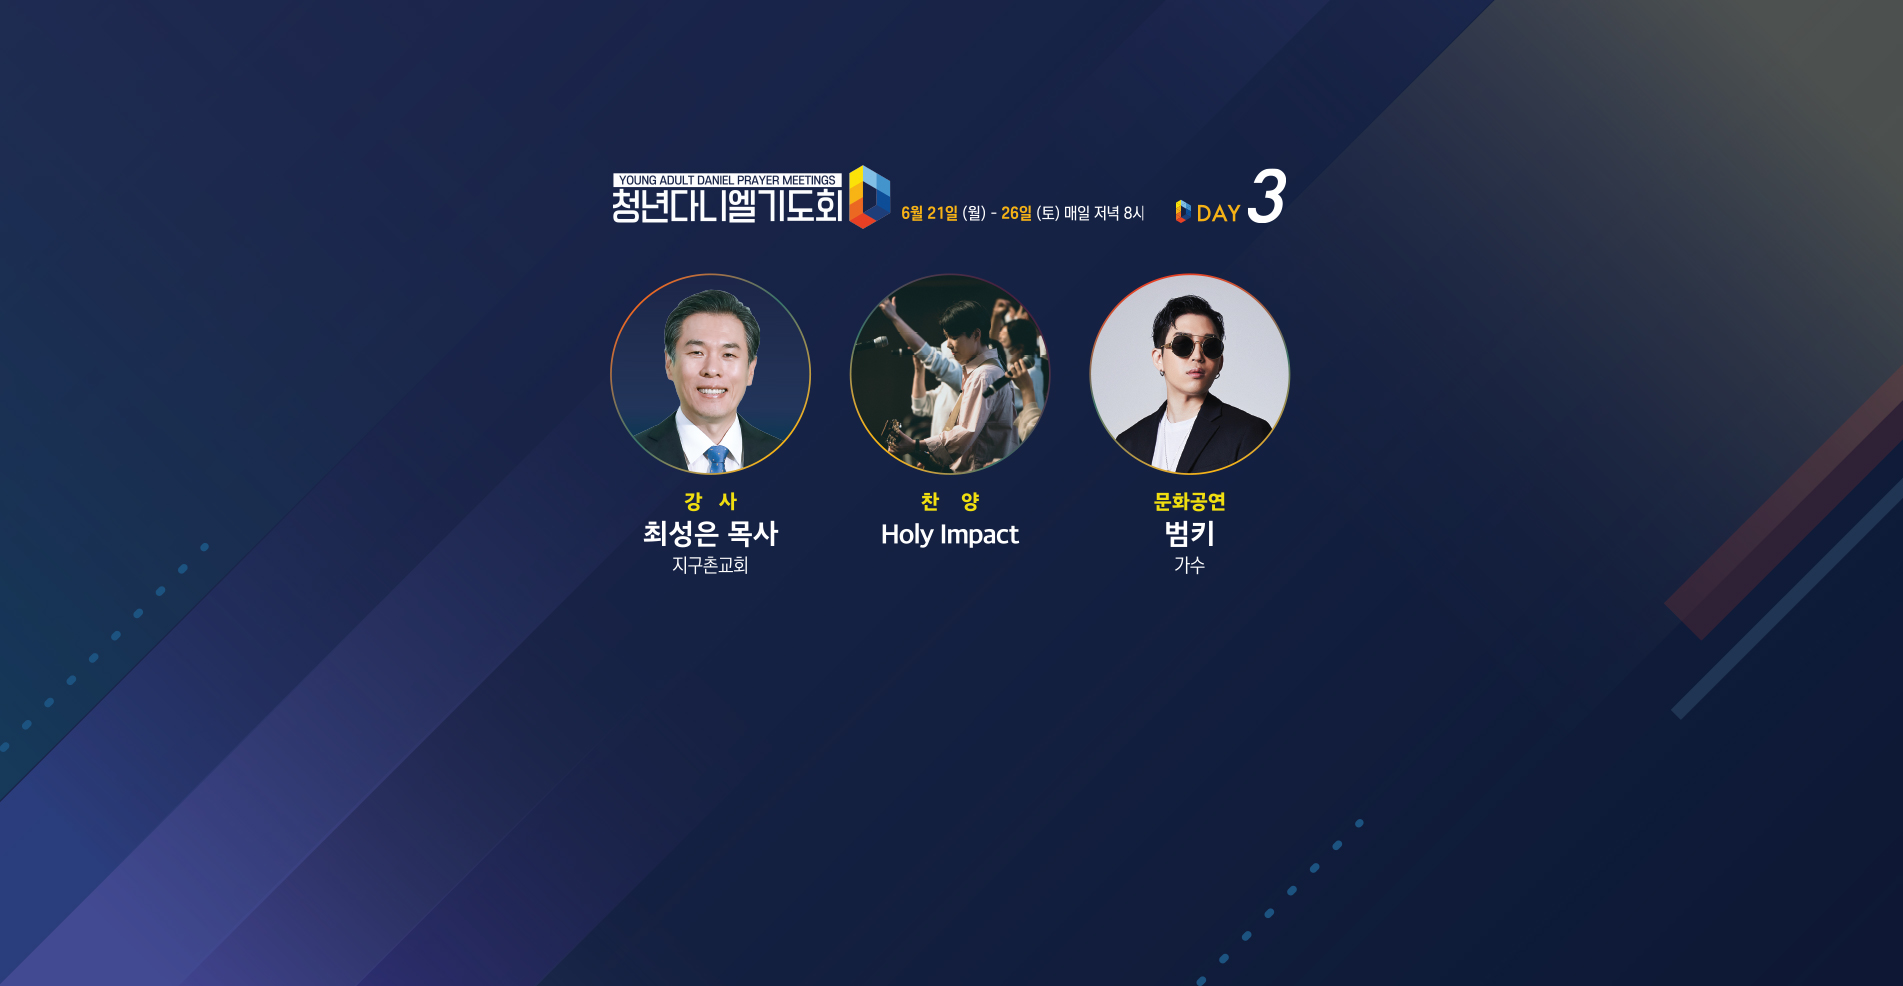 YOUNG ADULT DANIEL PRAYER MEETINGS
청년다니엘기도회
6월 21일 (월) - 26일 (토) 매일 저녁 8시
DAY 3
강 사
최성은 목사
지구촌교회
찬 양
Holy Impact
문화공연
범키
가수